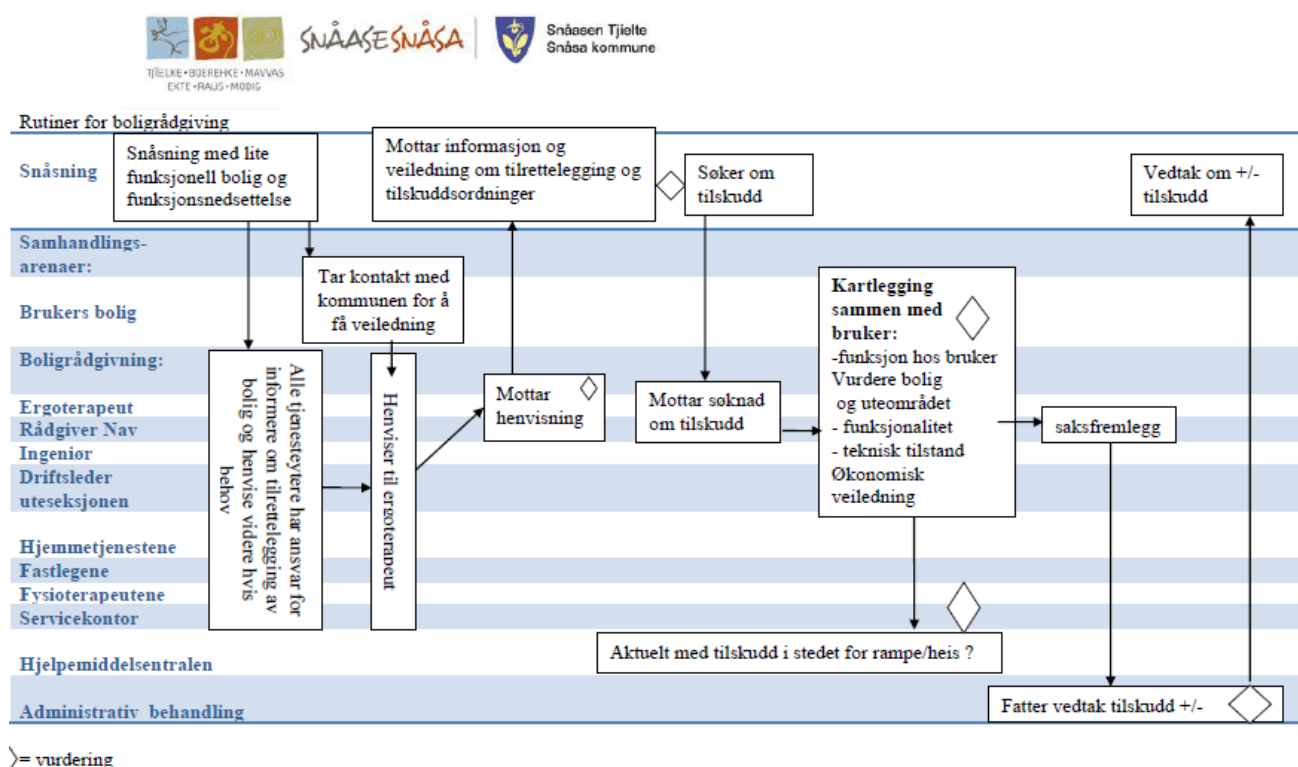 TJÏELKE•BOEREHKE•MAVVAS
EKTE•RAUS•MODIG
SNÅASE SNÅSA
Snåasen Tjïelte
Snåsa kommune
Rutiner for boligrådgiving
Snåsning
Snåsning med lite
funksjonell bolig og
funksjonsnedsettelse
Mottar informasjon og
veiledning om tilrettelegging og
tilskuddsordninger
Søker om
tilskudd
Vedtak om +/-
tilskudd
Samhandlings-
arenaer:
Brukers bolig
Tar kontakt med
kommunen for å
få veiledning
Kartlegging
sammen med
bruker:
-funksjon hos bruker
Vurdere bolig
og uteområdet
- funksjonalitet
- teknisk tilstand
Økonomisk
veiledning
Boligrådgivning:
Ergoterapeut
Rådgiver Nav
Ingeniør
Driftsleder
uteseksjonen
Alle tjenesteytere har ansvar for
informere om tilrettelegging av
bolig og henvise videre hvis
behov
Henviser til ergoterapeut
Mottar
henvisning
Mottar søknad
om tilskudd
saksfremlegg
Hjemmetjenestene
Fastlegene
Fysioterapeutene
Servicekontor
Hjelpemiddelsentralen
Aktuelt med tilskudd i stedet for rampe/heis ?
Administrativ behandling
Fatter vedtak tilskudd +/-
= vurdering